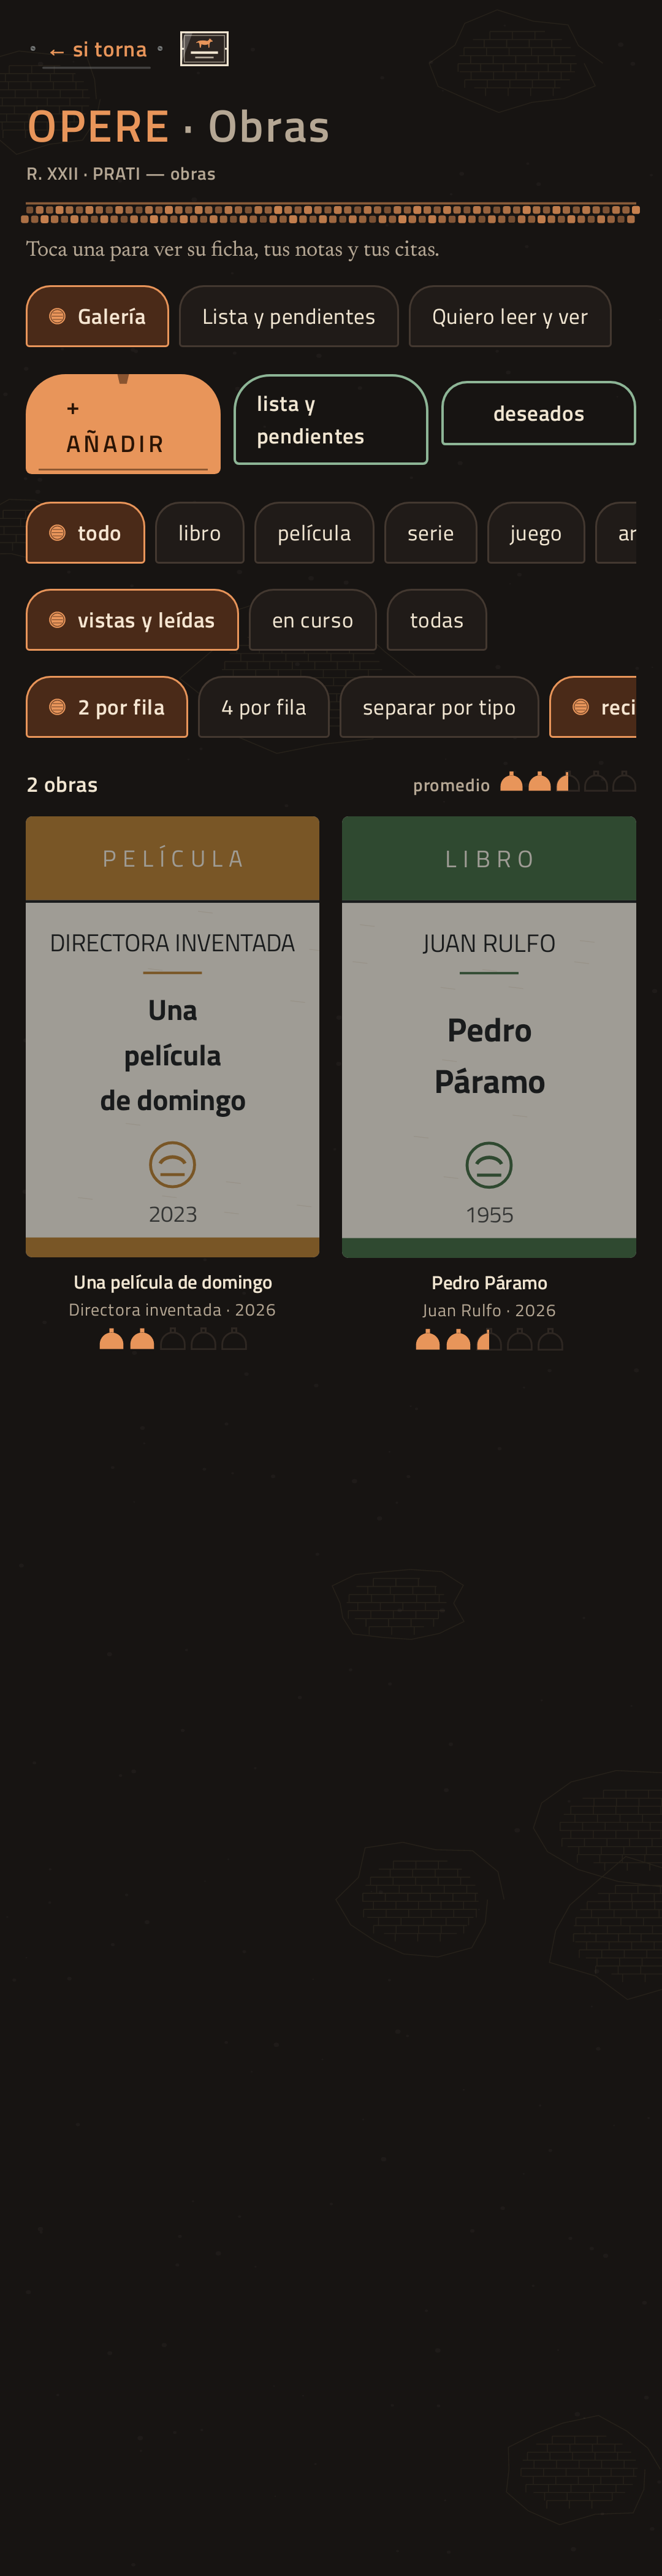 ← si torna
OPERE · Obras
R. XXII · PRATI — obras
Toca una para ver su ficha, tus notas y tus citas.
Galería
Lista y pendientes
Quiero leer y ver
+
AÑADIR
lista y
pendientes
deseados
todo
libro
película
serie
juego
ar
vistas y leídas
en curso
todas
2 por fila
4 por fila
separar por tipo
reci
2 obras
promedio
PELÍCULA
DIRECTORA INVENTADA
Una
película
de domingo
2023
Una película de domingo
Directora inventada · 2026
LIBRO
JUAN RULFO
Pedro
Páramo
1955
Pedro Páramo
Juan Rulfo · 2026